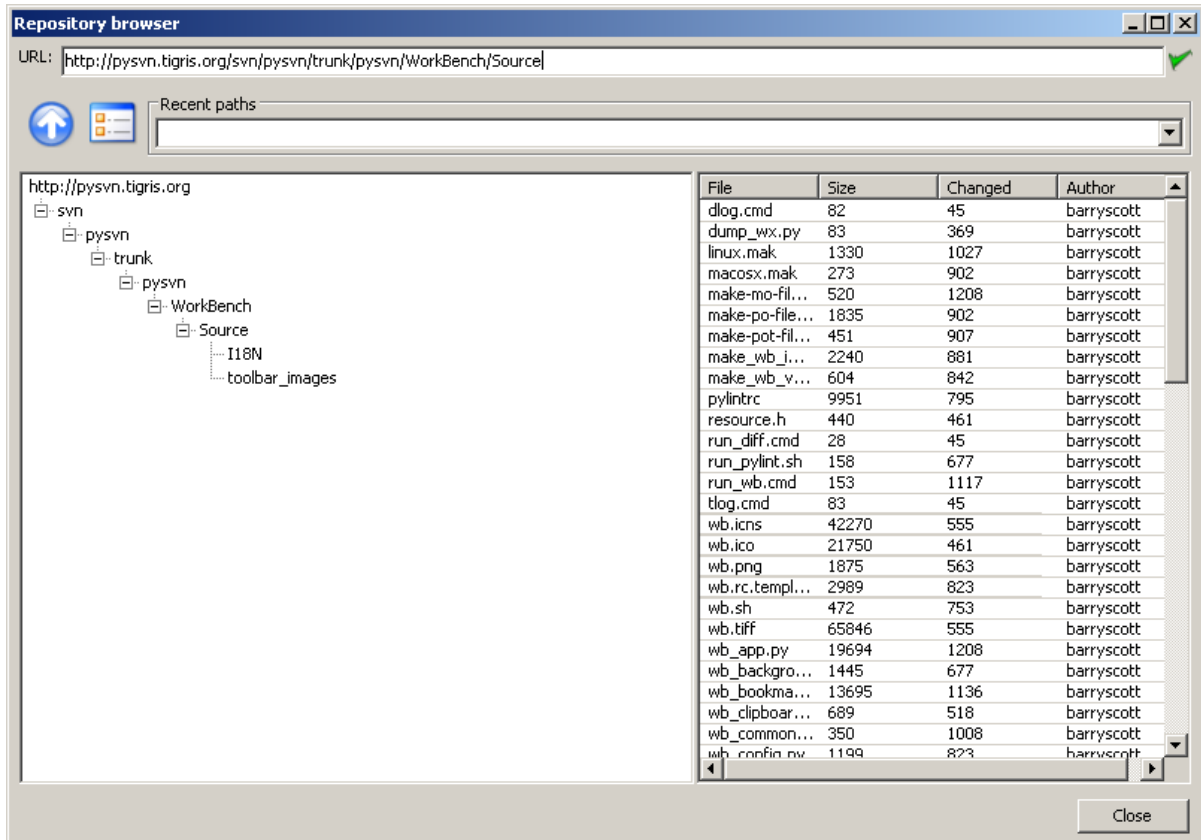 Repository browser
URL: http://pysvn.tigris.org/svn/pysvn/trunk/pysvn/WorkBench/Source
Recent paths
http://pysvn.tigris.org
svn
pysvn
trunk
pysvn
WorkBench
Source
I18N
toolbar_images
File Size Changed Author
dlog.cmd 82 45 barryscott
dump_wx.py 83 369 barryscott
linux.mak 1330 1027 barryscott
macosx.mak 273 902 barryscott
make-mo-fil... 520 1208 barryscott
make-po-file... 1835 902 barryscott
make-pot-fil... 451 907 barryscott
make_wb_i... 2240 881 barryscott
make_wb_v... 604 842 barryscott
pylintrc 9951 795 barryscott
resource.h 440 461 barryscott
run_diff.cmd 28 45 barryscott
run_pylint.sh 158 677 barryscott
run_wb.cmd 153 1117 barryscott
tlog.cmd 83 45 barryscott
wb.icns 42270 555 barryscott
wb.ico 21750 461 barryscott
wb.png 1875 563 barryscott
wb.rc.templ... 2989 823 barryscott
wb.sh 472 753 barryscott
wb.tiff 65846 555 barryscott
wb_app.py 19694 1208 barryscott
wb_backgro... 1445 677 barryscott
wb_bookma... 13695 1136 barryscott
wb_clipboar... 689 518 barryscott
wb_common... 350 1008 barryscott
wb_config.py 1199 823 barryscott
Close